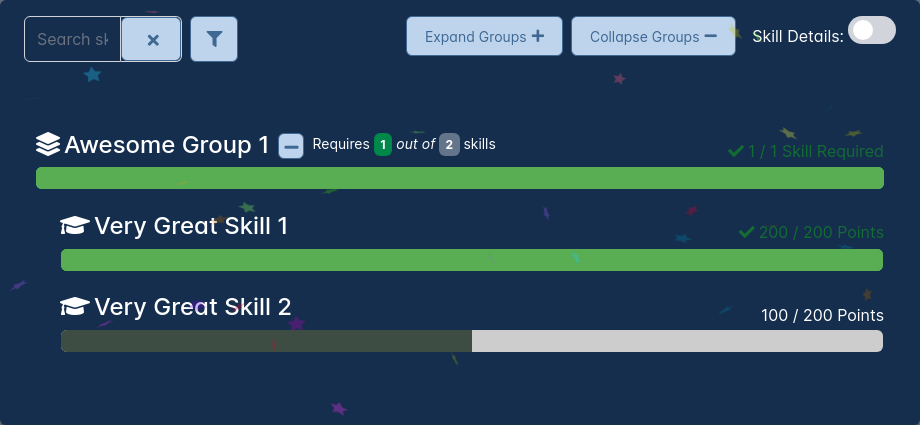 Search sk
Expand Groups
Collapse Groups
Skill Details:
Awesome Group 1
Requires 1 out of 2 skills
1 / 1 Skill Required
Very Great Skill 1
200 / 200 Points
Very Great Skill 2
100 / 200 Points